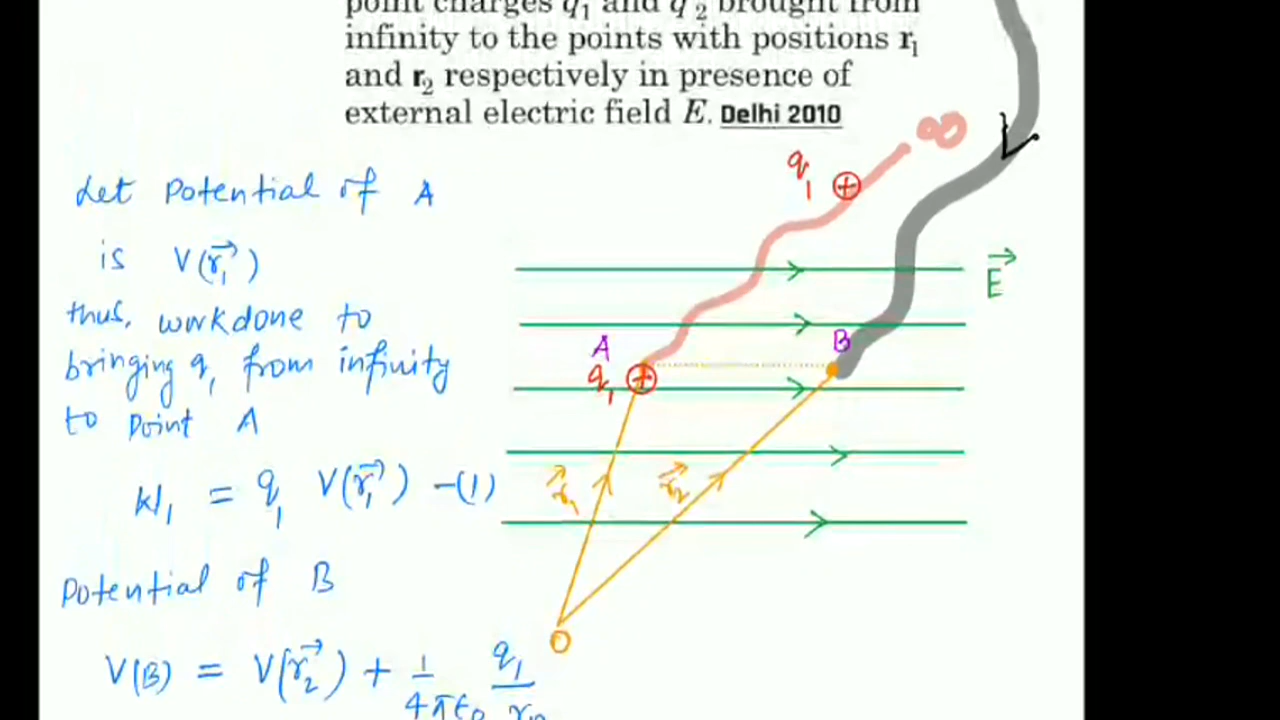 point charges q₁ and q₂ brought from
infinity to the points with positions r₁
and r₂ respectively in presence of
external electric field E. Delhi 2010
∞
q₁ ⊕
Let Potential of A
is V(r₁⃗)
E⃗
thus, workdone to
bringing q₁ from infinity
to Point A
A
B
q₁ ⊕
W₁ = q₁ V(r₁⃗) -(1)
r₁⃗
r₂⃗
Potential of B
O
V(B) = V(r₂⃗) + 1/4πε₀ q₁/